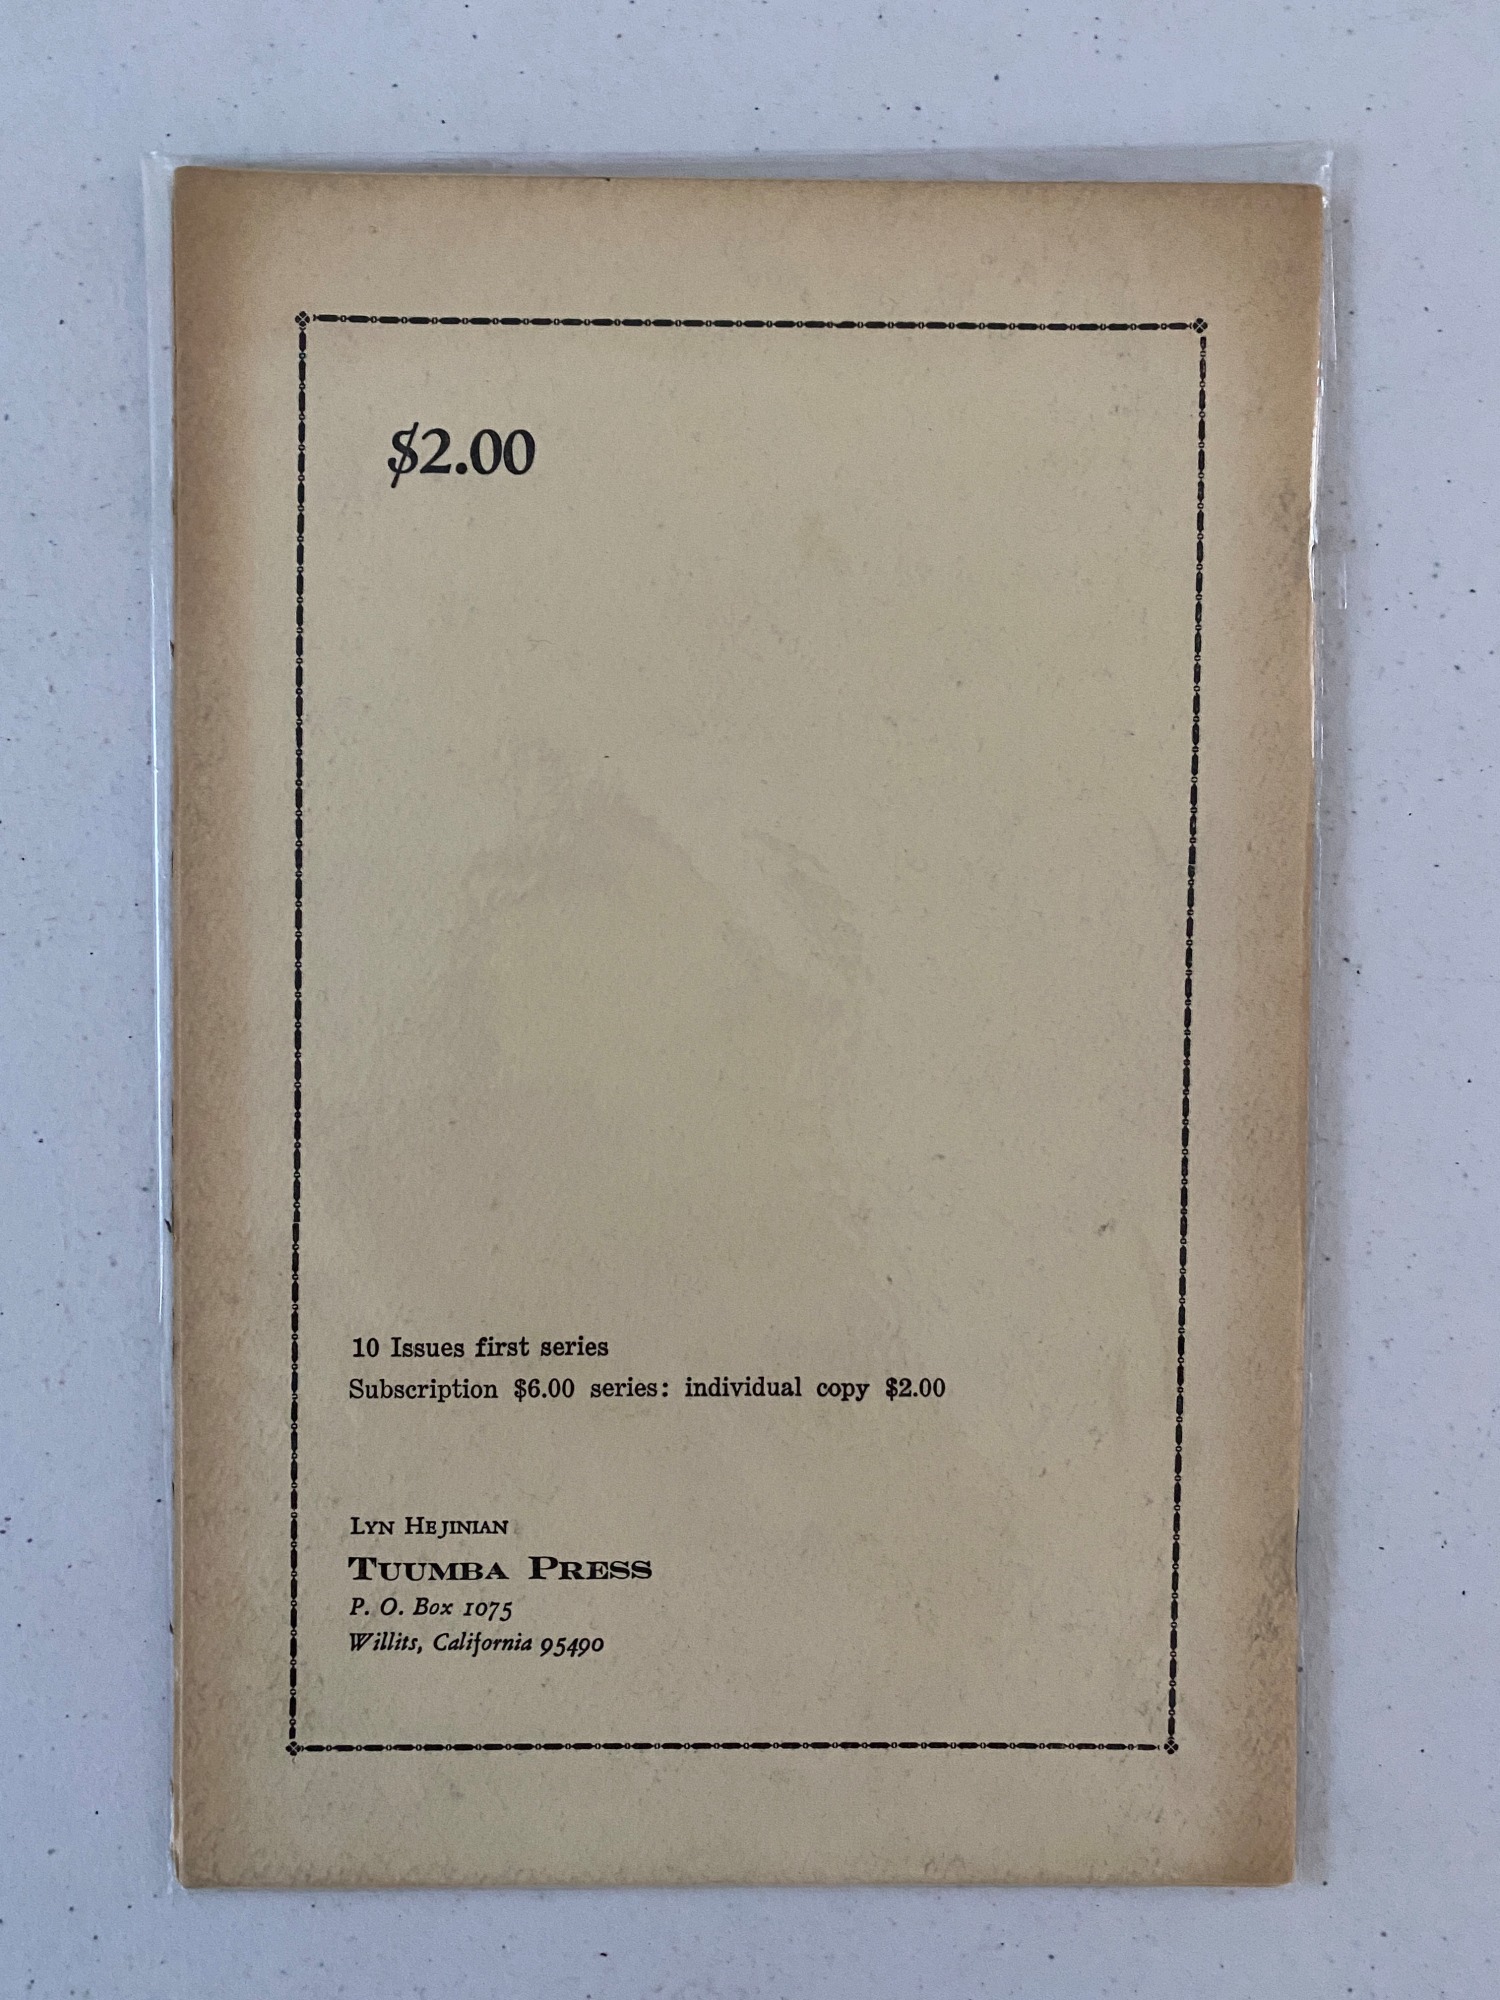 $2.00
10 Issues first series
Subscription $6.00 series: individual copy $2.00
LYN HEJINIAN
TUUMBA PRESS
P. O. Box 1075
Willits, California 95490